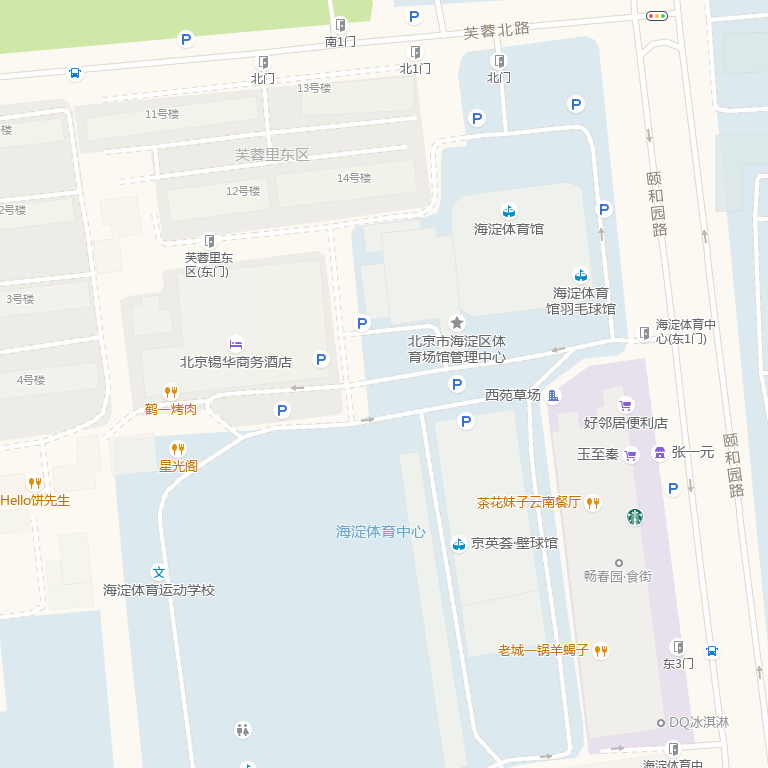 芙蓉北路
南1门
北1门
北门
北门
13号楼
11号楼
号楼
芙蓉里东区
14号楼
12号楼
2号楼
颐和园路
海淀体育馆
芙蓉里东
区(东门)
海淀体育
馆羽毛球馆
3号楼
海淀体育中
心(东1门)
北京市海淀区体
育场馆管理中心
北京锡华商务酒店
4号楼
西苑草场
鹤一烤肉
好邻居便利店
玉至秦
张一元
颐和园路
星光阁
Hello饼先生
茶花妹子云南餐厅
海淀体育中心
京英荟·壁球馆
畅春园·食街
海淀体育运动学校
老城一锅羊蝎子
东3门
DQ冰淇淋
海淀体育中
P
P
P
P
P
P
P
P
P
P
P
文